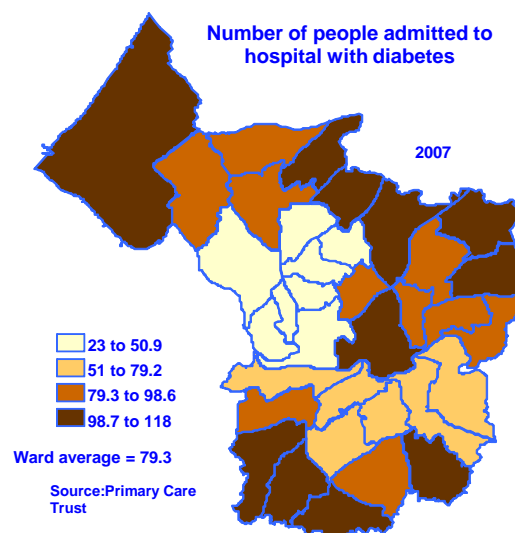 Number of people admitted to
hospital with diabetes
2007
23 to 50.9
51 to 79.2
79.3 to 98.6
98.7 to 118
Ward average = 79.3
Source:Primary Care
Trust